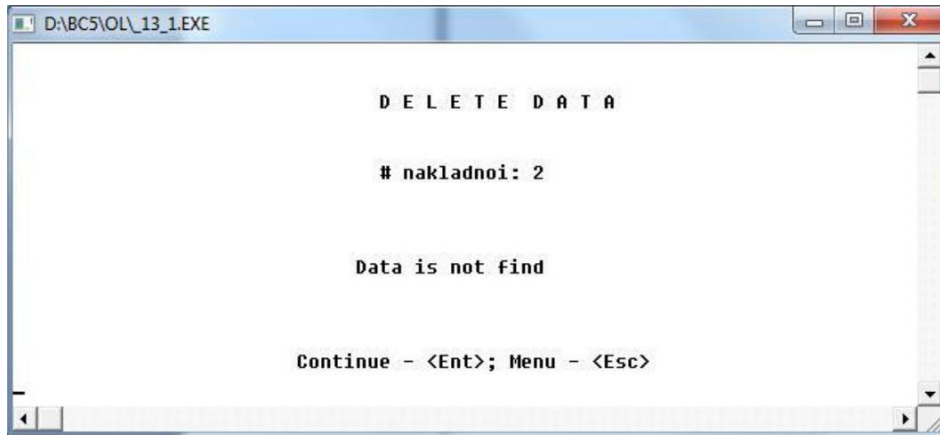 D:\BC5\OL\_13_1.EXE
D E L E T E D A T A
# nakladnoi: 2
Data is not find
Continue - <Ent>; Menu - <Esc>